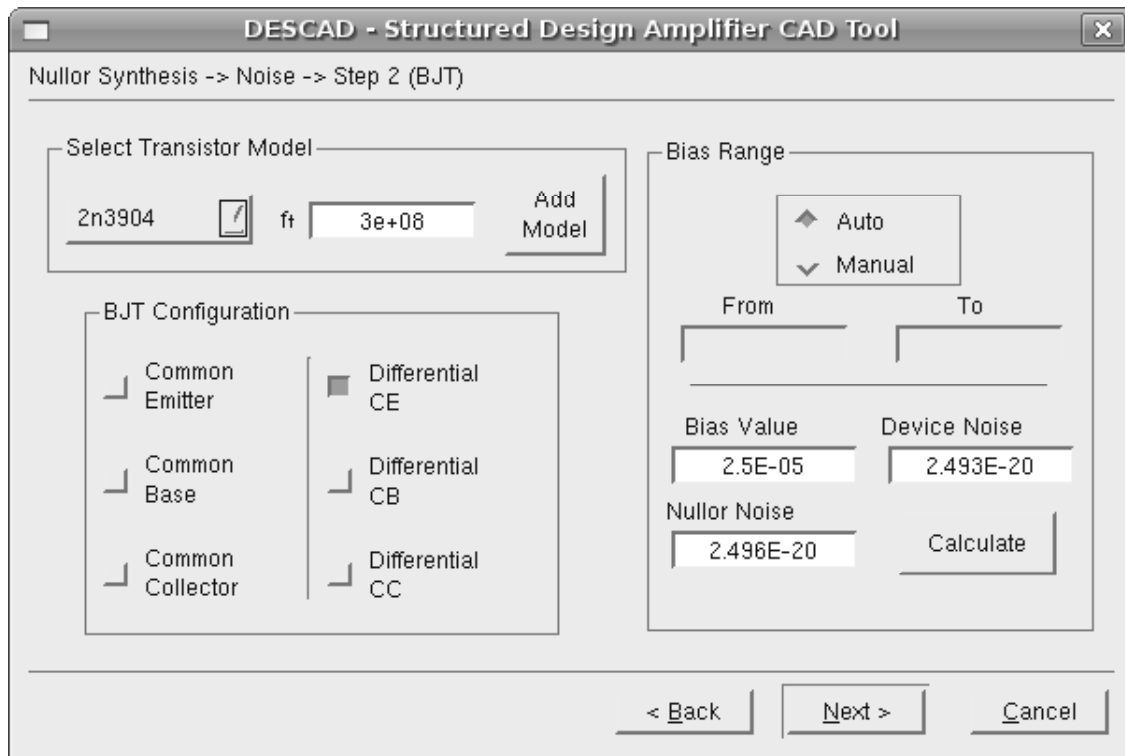 DESCAD - Structured Design Amplifier CAD Tool
Nullor Synthesis -> Noise -> Step 2 (BJT)
Select Transistor Model
2n3904
ft
3e+08
Add
Model
BJT Configuration
Common
Emitter
Differential
CE
Common
Base
Differential
CB
Common
Collector
Differential
CC
Bias Range
Auto
Manual
From
To
Bias Value
Device Noise
2.5E-05
2.493E-20
Nullor Noise
2.496E-20
Calculate
< Back
Next >
Cancel